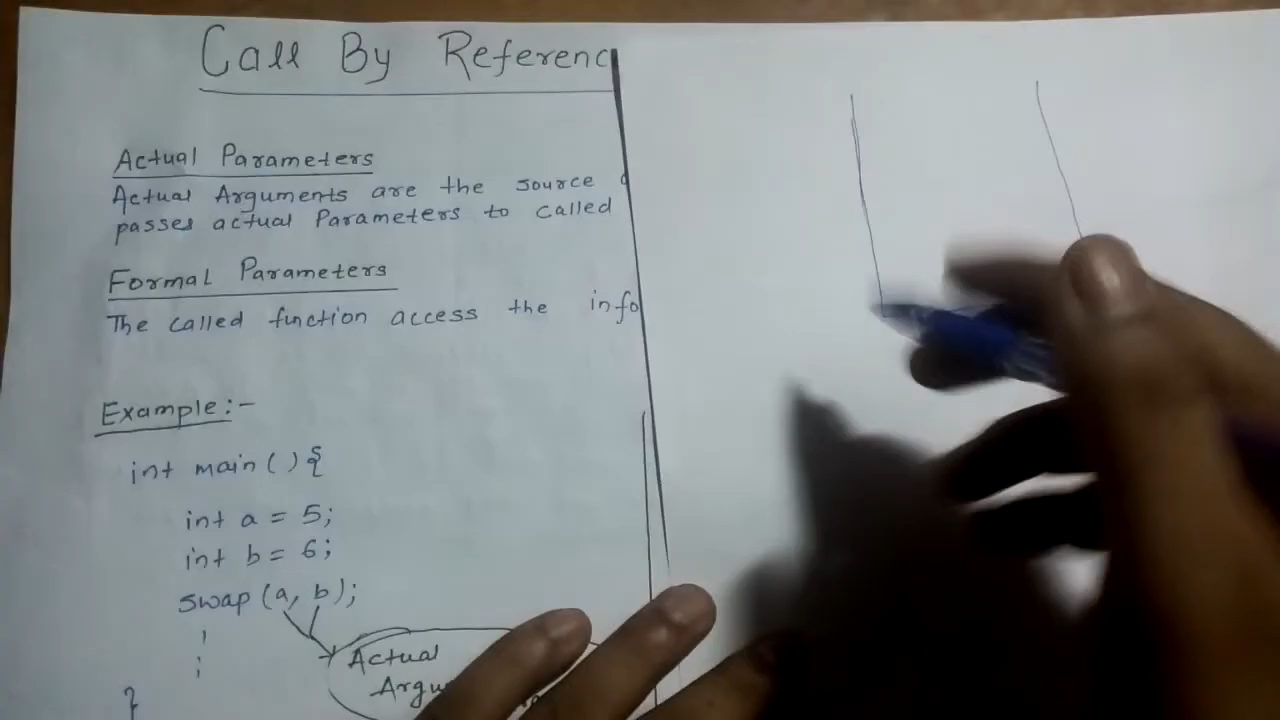 Call By Referenc
Actual Parameters
Actual Arguments are the source
passes actual Parameters to called
Formal Parameters
The called function access the info
Example:-
int main(){
int a = 5;
int b = 6;
swap(a, b);
Actual
Argu
}